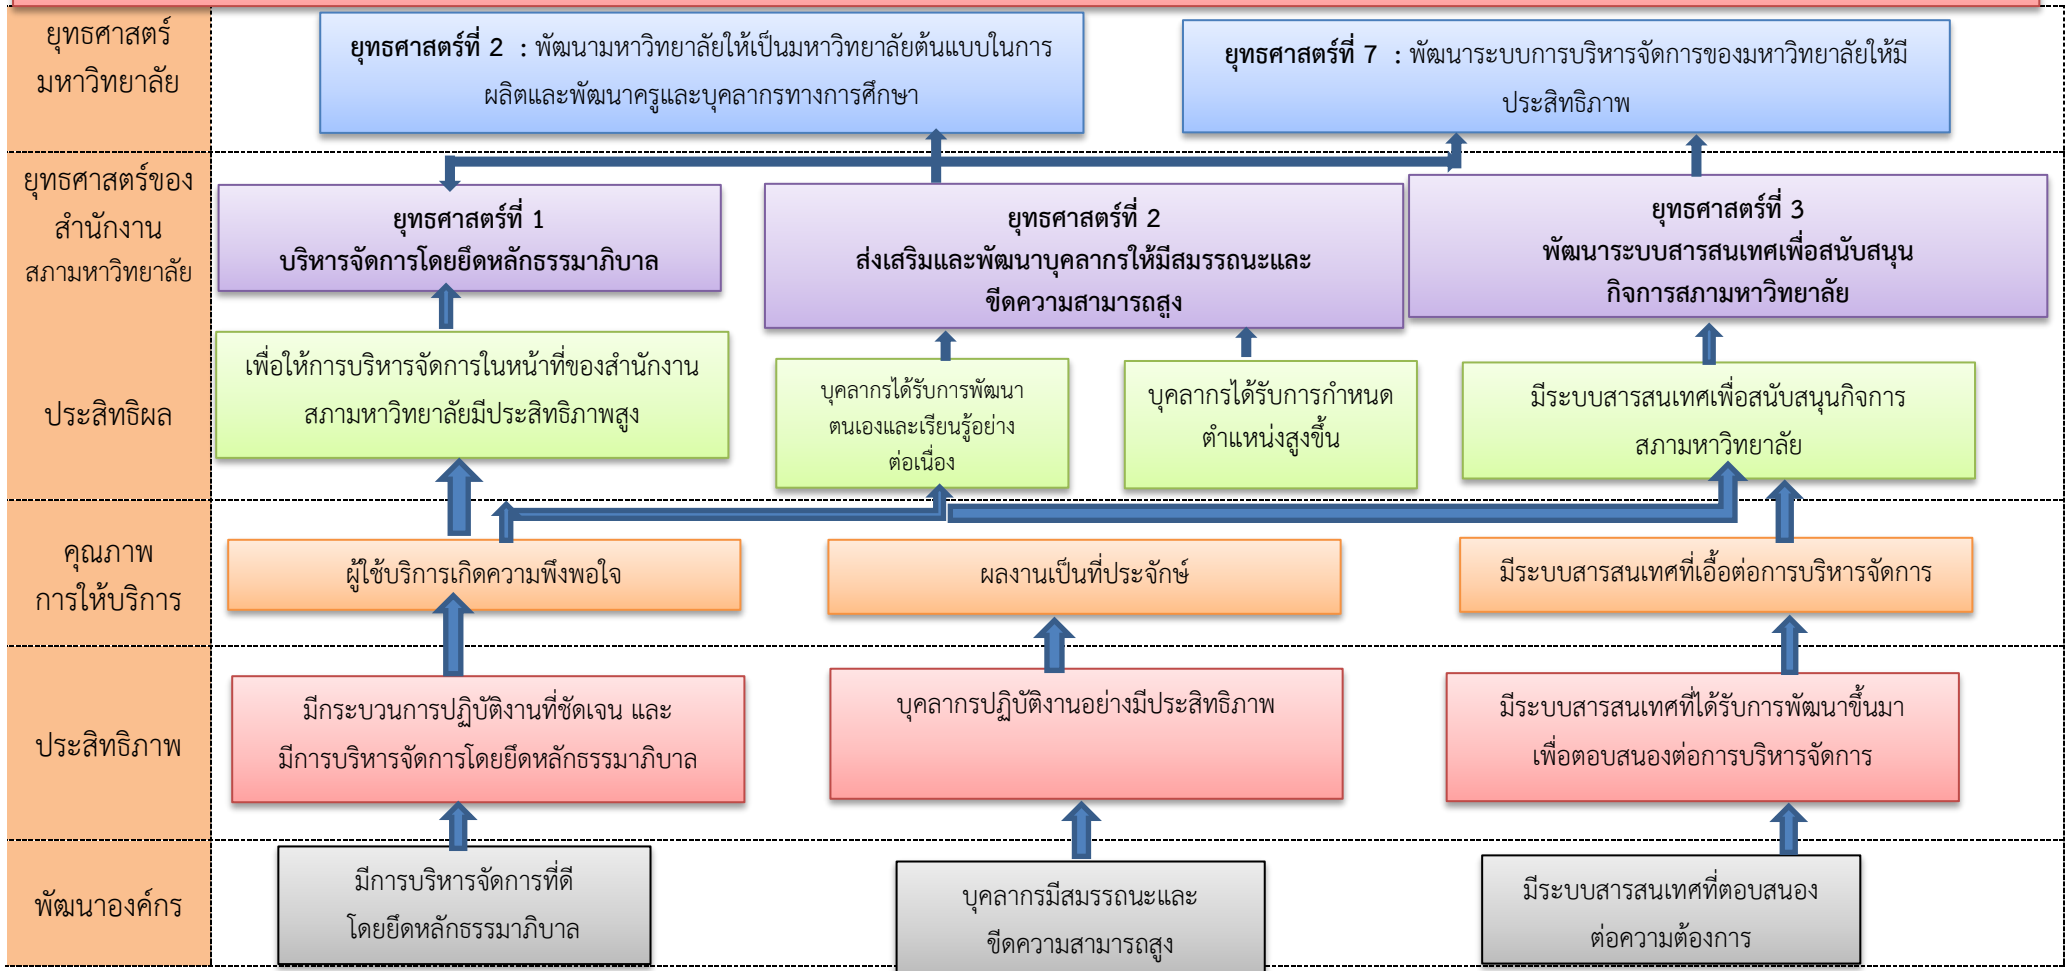 ยุทธศาสตร์
มหาวิทยาลัย
ยุทธศาสตร์ที่ 2 : พัฒนามหาวิทยาลัยให้เป็นมหาวิทยาลัยต้นแบบในการ
ผลิตและพัฒนาครูและบุคลากรทางการศึกษา
ยุทธศาสตร์ที่ 7 : พัฒนาระบบการบริหารจัดการของมหาวิทยาลัยให้มี
ประสิทธิภาพ
ยุทธศาสตร์ของ
สำนักงาน
สภามหาวิทยาลัย
ยุทธศาสตร์ที่ 1
บริหารจัดการโดยยึดหลักธรรมาภิบาล
ยุทธศาสตร์ที่ 2
ส่งเสริมและพัฒนาบุคลากรให้มีสมรรถนะและ
ขีดความสามารถสูง
ยุทธศาสตร์ที่ 3
พัฒนาระบบสารสนเทศเพื่อสนับสนุน
กิจการสภามหาวิทยาลัย
ประสิทธิผล
เพื่อให้การบริหารจัดการในหน้าที่ของสำนักงาน
สภามหาวิทยาลัยมีประสิทธิภาพสูง
บุคลากรได้รับการพัฒนา
ตนเองและเรียนรู้อย่าง
ต่อเนื่อง
บุคลากรได้รับการกำหนด
ตำแหน่งสูงขึ้น
มีระบบสารสนเทศเพื่อสนับสนุนกิจการ
สภามหาวิทยาลัย
คุณภาพ
การให้บริการ
ผู้ใช้บริการเกิดความพึงพอใจ
ผลงานเป็นที่ประจักษ์
มีระบบสารสนเทศที่เอื้อต่อการบริหารจัดการ
ประสิทธิภาพ
มีกระบวนการปฏิบัติงานที่ชัดเจน และ
มีการบริหารจัดการโดยยึดหลักธรรมาภิบาล
บุคลากรปฏิบัติงานอย่างมีประสิทธิภาพ
มีระบบสารสนเทศที่ได้รับการพัฒนาขึ้นมา
เพื่อตอบสนองต่อการบริหารจัดการ
พัฒนาองค์กร
มีการบริหารจัดการที่ดี
โดยยึดหลักธรรมาภิบาล
บุคลากรมีสมรรถนะและ
ขีดความสามารถสูง
มีระบบสารสนเทศที่ตอบสนอง
ต่อความต้องการ